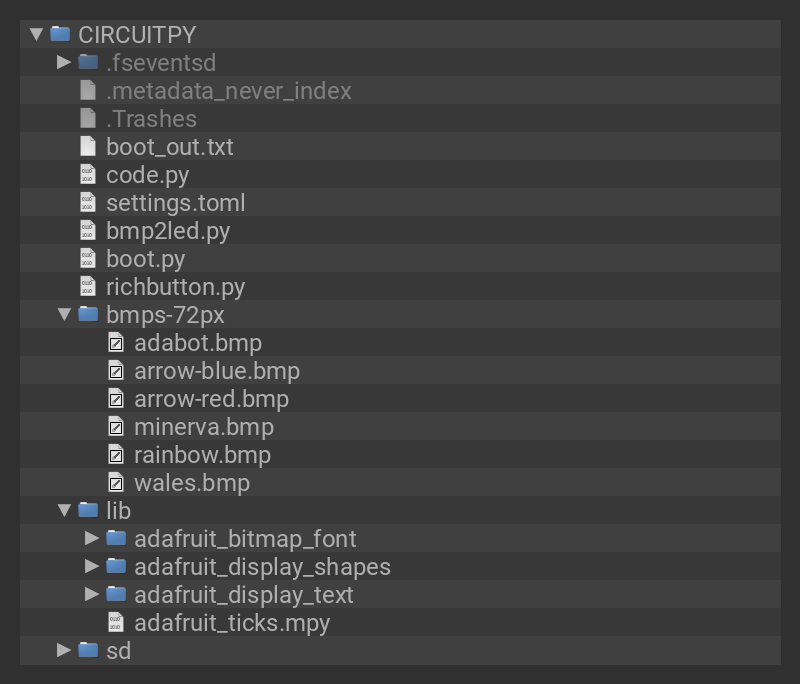 CIRCUITPY
.fseventsd
.metadata_never_index
.Trashes
boot_out.txt
code.py
settings.toml
bmp2led.py
boot.py
richbutton.py
bmps-72px
adabot.bmp
arrow-blue.bmp
arrow-red.bmp
minerva.bmp
rainbow.bmp
wales.bmp
lib
adafruit_bitmap_font
adafruit_display_shapes
adafruit_display_text
adafruit_ticks.mpy
sd